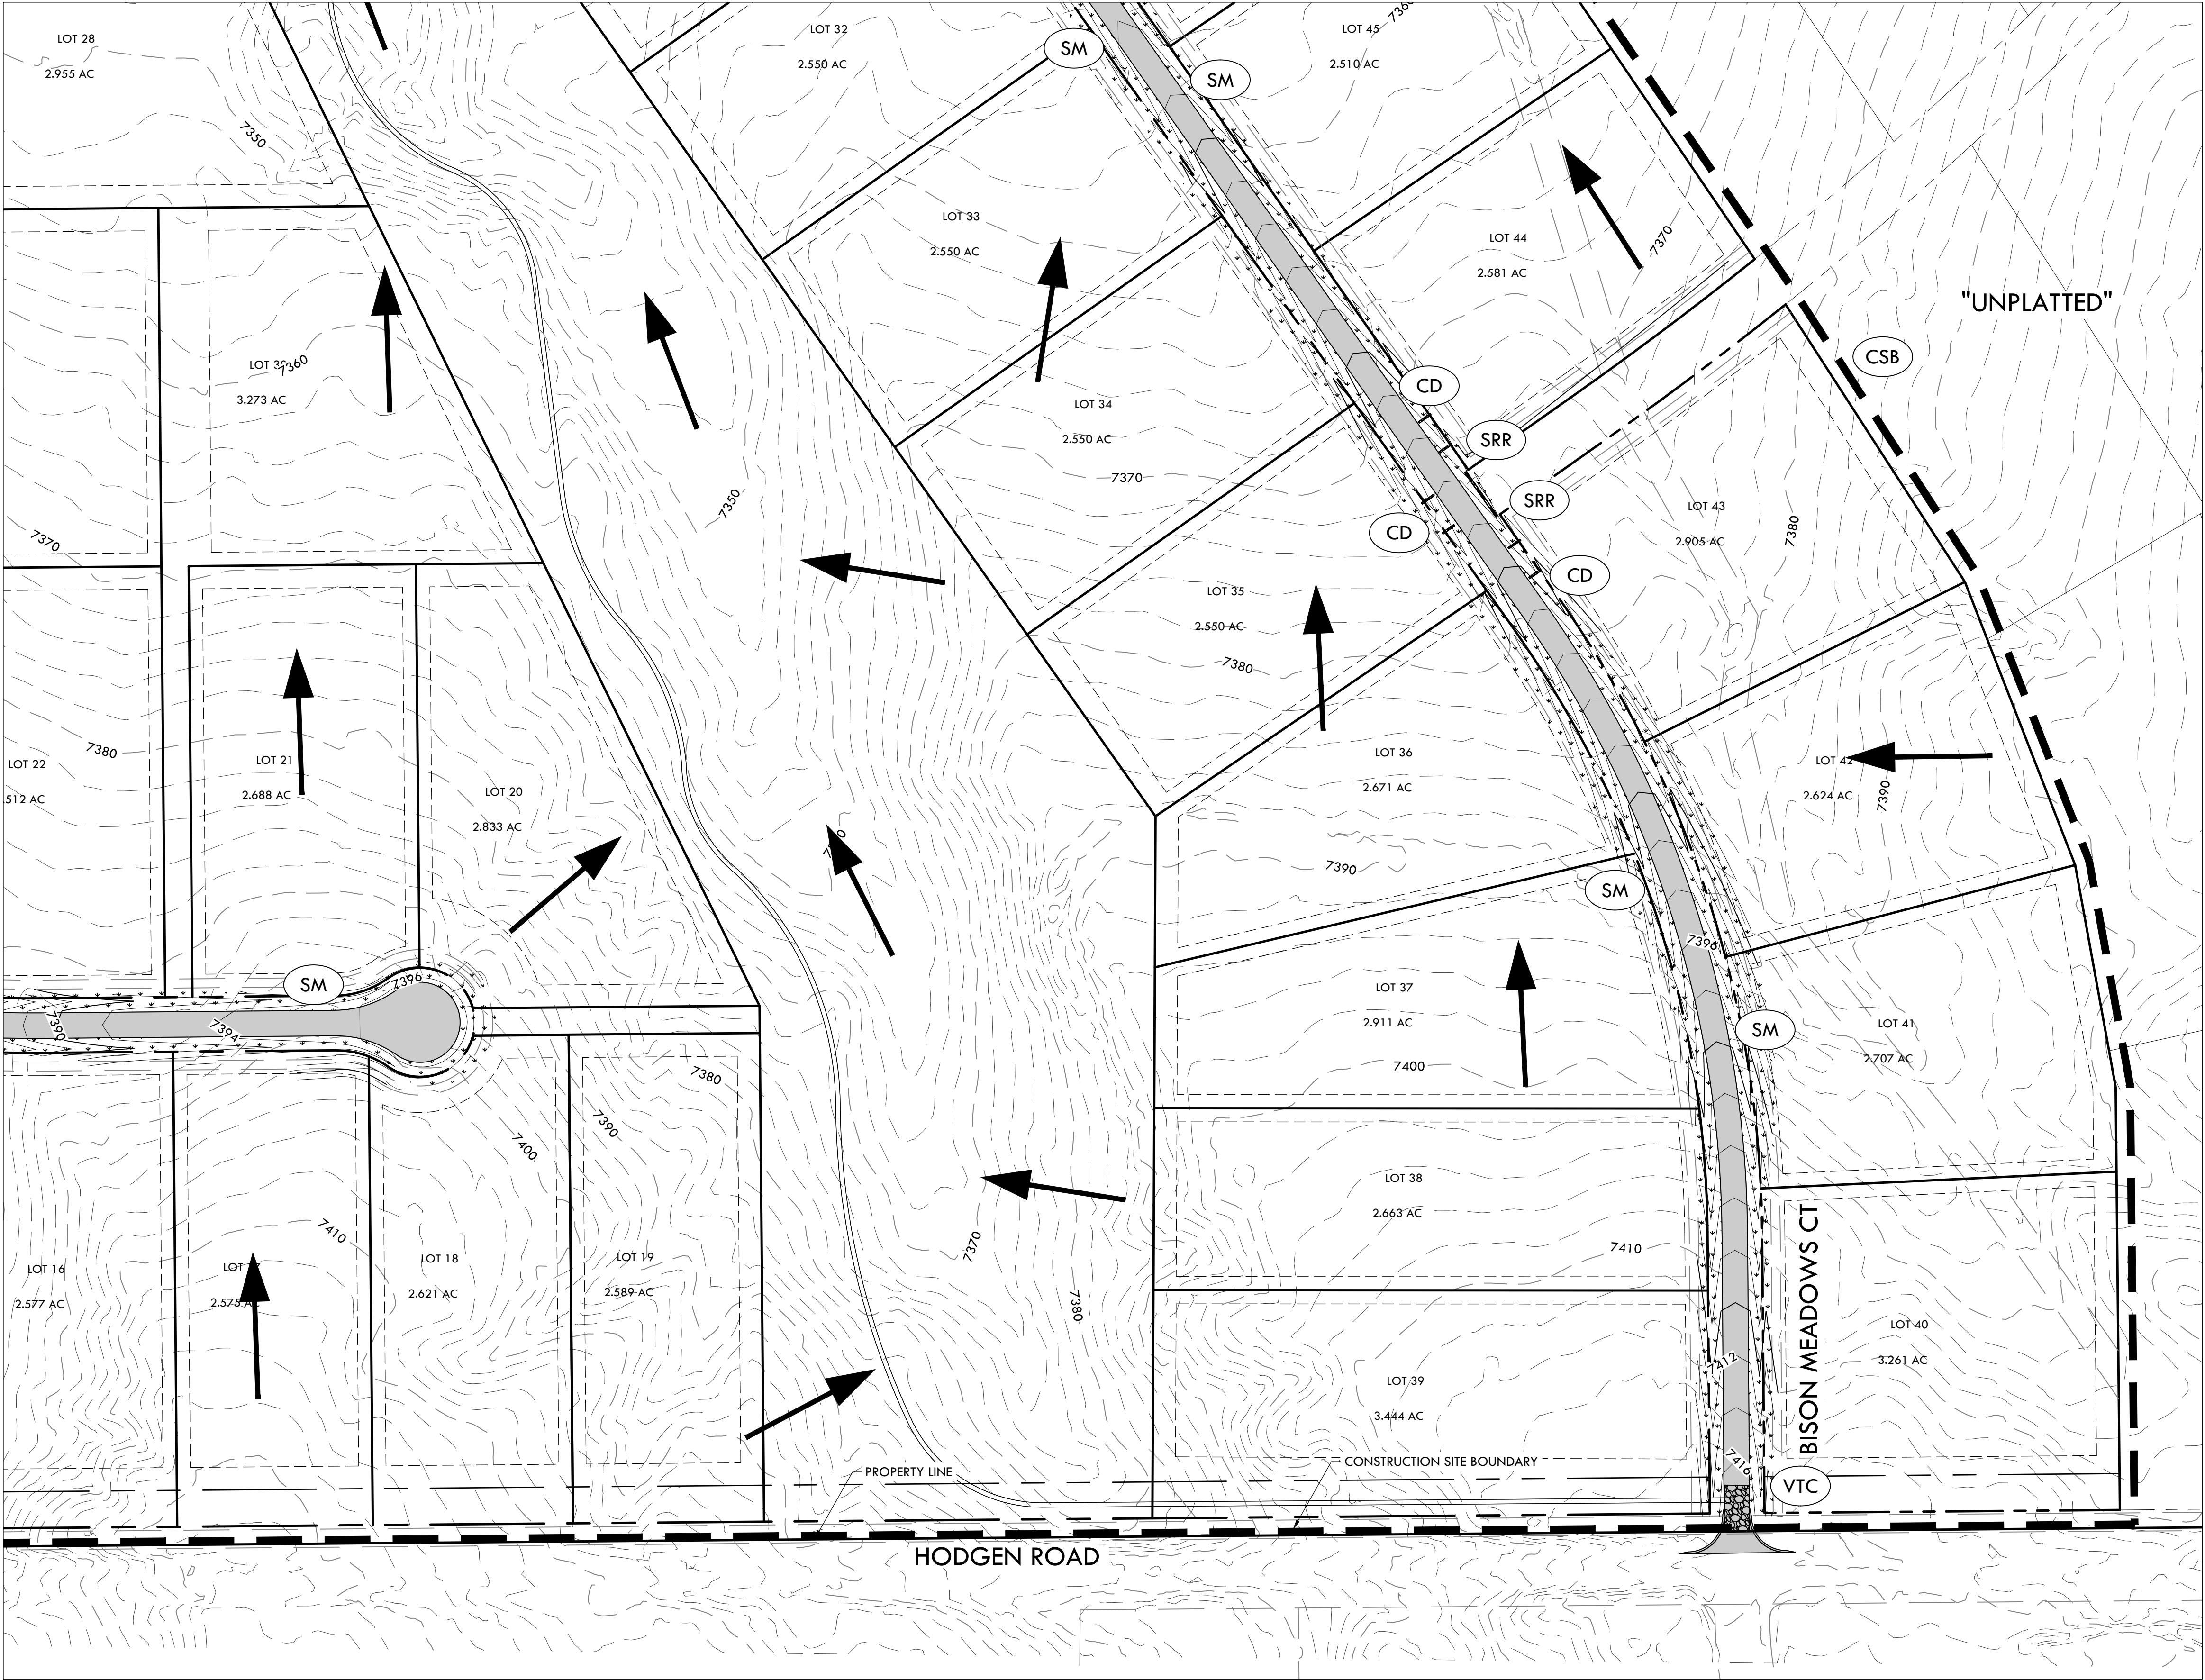 LOT 28
2.955 AC
LOT 32
2.550 AC
LOT 45
2.510 AC
SM
SM
7350
LOT 33
2.550 AC
LOT 44
2.581 AC
7370
"UNPLATTED"
CSB
7360
3.273 AC
CD
LOT 34
2.550 AC
SRR
7370
7350
SRR
LOT 43
2.905 AC
7380
7370
CD
CD
LOT 35
2.550 AC
7380
7380
LOT 22
.512 AC
LOT 21
2.688 AC
LOT 20
2.833 AC
LOT 36
2.671 AC
LOT 42
2.624 AC
7390
7390
SM
7396
SM
7396
7390
7394
LOT 37
2.911 AC
7400
SM
LOT 41
2.707 AC
7380
7390
7400
LOT 38
2.663 AC
7410
7410
7370
7380
LOT 16
2.577 AC
2.575 AC
LOT 18
2.621 AC
LOT 19
2.589 AC
BISON MEADOWS CT
LOT 40
3.261 AC
7412
LOT 39
3.444 AC
7416
PROPERTY LINE
CONSTRUCTION SITE BOUNDARY
VTC
HODGEN ROAD